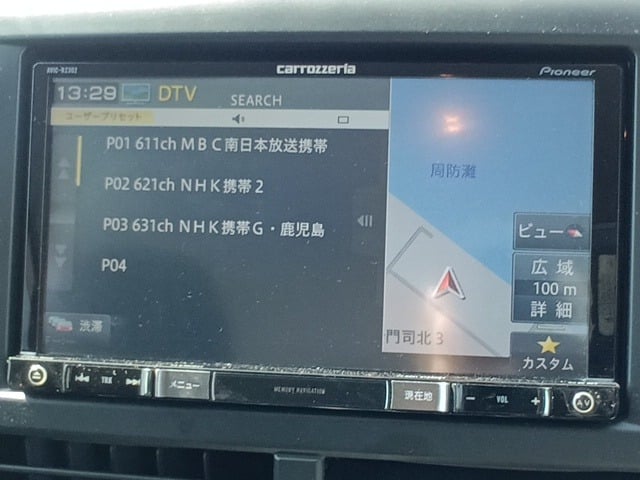 AVIC-RZ302
carrozzeria
Pioneer
13:29 DTV SEARCH
ユーザープリセット
P01 611ch ＭＢＣ南日本放送携帯
P02 621ch ＮＨＫ携帯２
P03 631ch ＮＨＫ携帯Ｇ・鹿児島
P04
渋滞
周防灘
ビュー
広域
100 m
詳細
門司北３
カスタム
TRK
メニュー
MEMORY NAVIGATION
現在地
− VOL +
AV